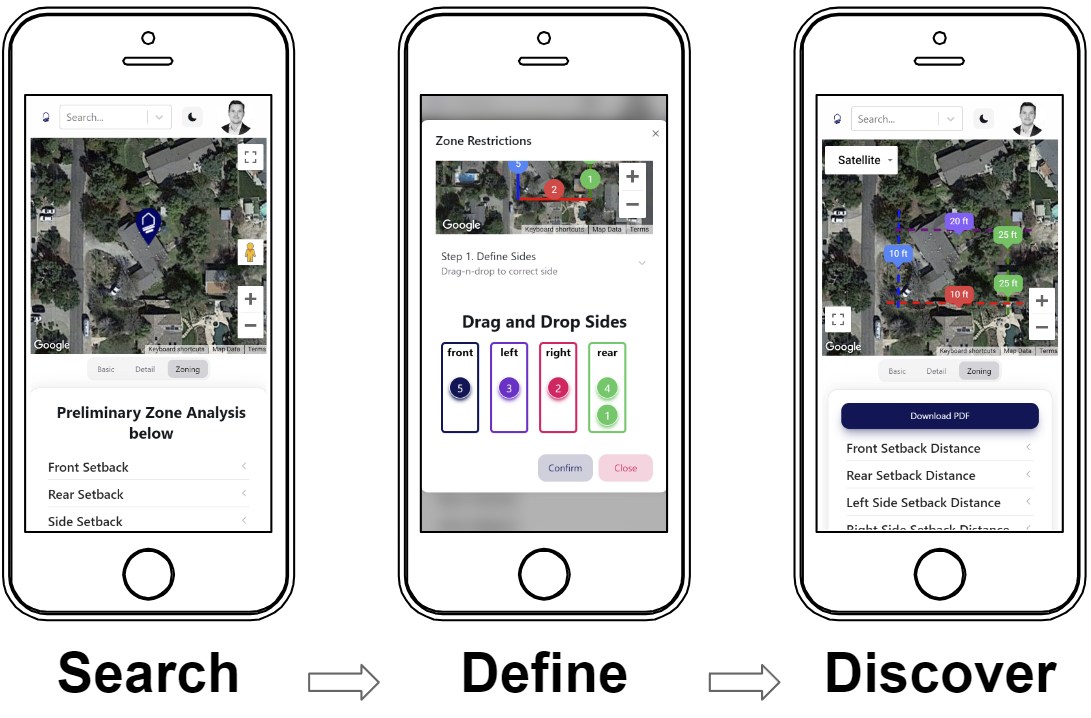 Search...
Google
Keyboard shortcuts
Map Data
Terms
Basic
Detail
Zoning
Preliminary Zone Analysis
below
Front Setback
Rear Setback
Side Setback
Zone Restrictions
5
2
1
Google
Keyboard shortcuts
Map Data
Terms
Step 1. Define Sides
Drag-n-drop to correct side
Drag and Drop Sides
front
left
right
rear
5
3
2
4
1
Confirm
Close
Search...
Satellite
20 ft
25 ft
10 ft
25 ft
10 ft
Google
Keyboard shortcuts
Map Data
Terms
Basic
Detail
Zoning
Download PDF
Front Setback Distance
Rear Setback Distance
Left Side Setback Distance
Right Side Setback Distance
Search
Define
Discover